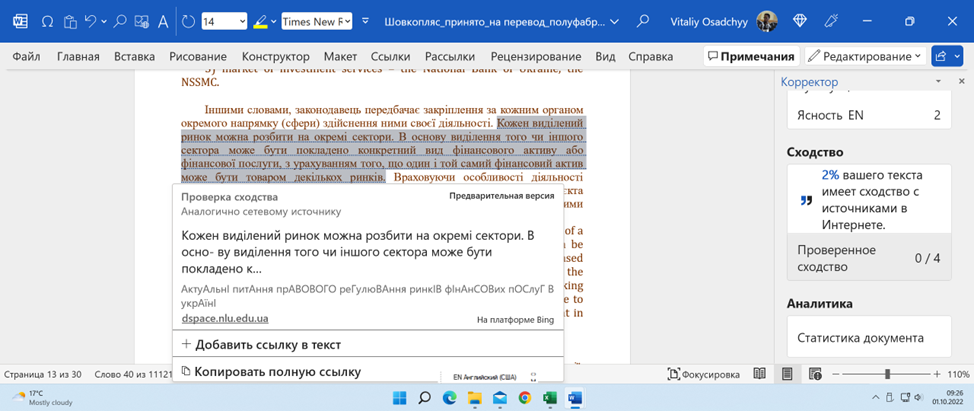 14
Times New R
Шовкопляс_принято_на перевод_полуфабр...
Vitaliy Osadchyy
Файл Главная Вставка Рисование Конструктор Макет Ссылки Рассылки Рецензирование Вид Справка
Примечания
Редактирование
by market of investment services – the National Bank of Ukraine, the
NSSMC.
Іншими словами, законодавець передбачає закріплення за кожним органом
окремого напрямку (сфери) здійснення ними своєї діяльності. Кожен виділений
ринок можна розбити на окремі сектори. В основу виділення того чи іншого
сектора може бути покладено конкретний вид фінансового активу або
фінансової послуги, з урахуванням того, що один і той самий фінансовий актив
може бути товаром декількох ринків. Враховуючи особливості діяльності
Проверка сходства
Предварительная версия
Аналогично сетевому источнику
Кожен виділений ринок можна розбити на окремі сектори. В
осно- ву виділення того чи іншого сектора може бути
покладено к...
АктуАльнІ питАння прАВОВОГО реГулюВАння ринкІВ фІнАнСОВих пОСлуГ В
украЇнІ
dspace.nlu.edu.ua
На платформе Bing
Добавить ссылку в текст
Копировать полную ссылку
EN Английский (США)
єкта
ими
of a
be
ased
the
king
e to
t in
Корректор
Ясность EN 2
Сходство
2% вашего текста
имеет сходство с
источниками в
Интернете.
Проверенное
сходство
0 / 4
Аналитика
Статистика документа
Страница 13 из 30 Слово 40 из 11121
Фокусировка
110%
17°C
Mostly cloudy
09:26
01.10.2022